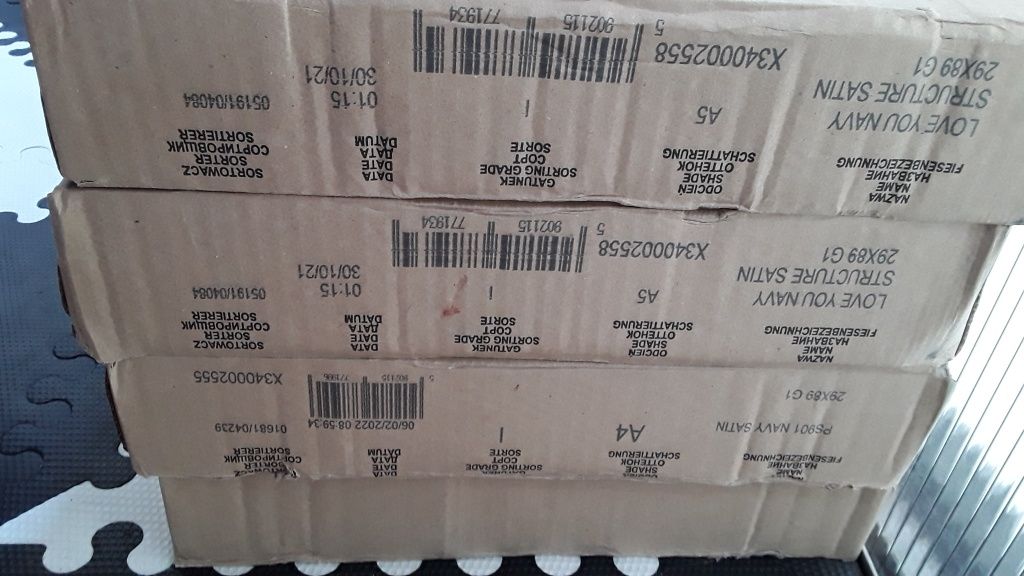 NAME
НАЗВАНИЕ
FIESENBEZEICHNUNG
PS901 NAVY SATIN
29X89 G1
SHADE
ОТТЕНОК
A4
SORTING GRADE
СОРТ
SORTE
I
DATE
ДАТА
DATUM
06/02/2022 08:59:34
5 902115
SORTOWACZ
SORTER
СОРТИРОВЩИК
SORTIERER
01681/04239
X340002555
NAZWA
NAME
НАЗВАНИЕ
FIESENBEZEICHNUNG
LOVE YOU NAVY
STRUCTURE SATIN
29X89 G1
ODCIEŃ
SHADE
ОТТЕНОК
SCHATTIERUNG
A5
X340002558
GATUNEK
SORTING GRADE
СОРТ
SORTE
I
5 902115 771934
DATA
DATE
ДАТА
DATUM
01:15
30/10/21
SORTOWACZ
SORTER
СОРТИРОВЩИК
SORTIERER
05191/04084
NAZWA
NAME
НАЗВАНИЕ
FIESENBEZEICHNUNG
LOVE YOU NAVY
STRUCTURE SATIN
29X89 G1
ODCIEŃ
SHADE
ОТТЕНОК
SCHATTIERUNG
A5
X340002558
GATUNEK
SORTING GRADE
СОРТ
SORTE
I
5 902115 771934
DATA
DATE
ДАТА
DATUM
01:15
30/10/21
SORTOWACZ
SORTER
СОРТИРОВЩИК
SORTIERER
05191/04084